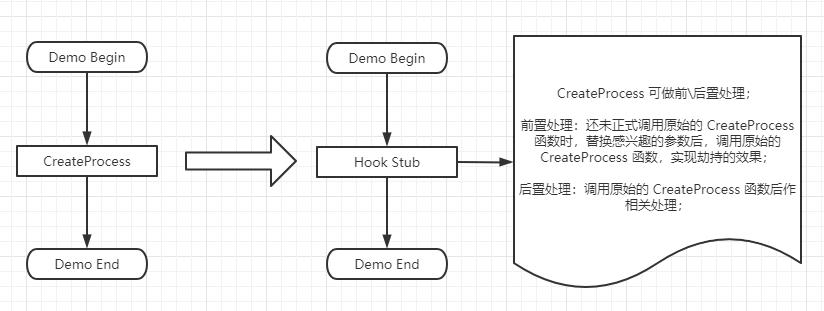 Demo Begin
CreateProcess
Demo End
Demo Begin
Hook Stub
Demo End
CreateProcess 可做前\后置处理；
前置处理：还未正式调用原始的 CreateProcess
函数时，替换感兴趣的参数后，调用原始的
CreateProcess 函数，实现劫持的效果；
后置处理：调用原始的 CreateProcess 函数后作
相关处理；